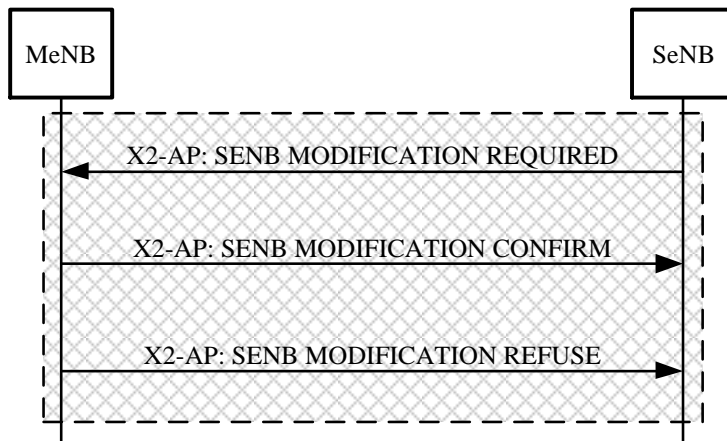 MeNB
SeNB
X2-AP: SENB MODIFICATION REQUIRED
X2-AP: SENB MODIFICATION CONFIRM
X2-AP: SENB MODIFICATION REFUSE